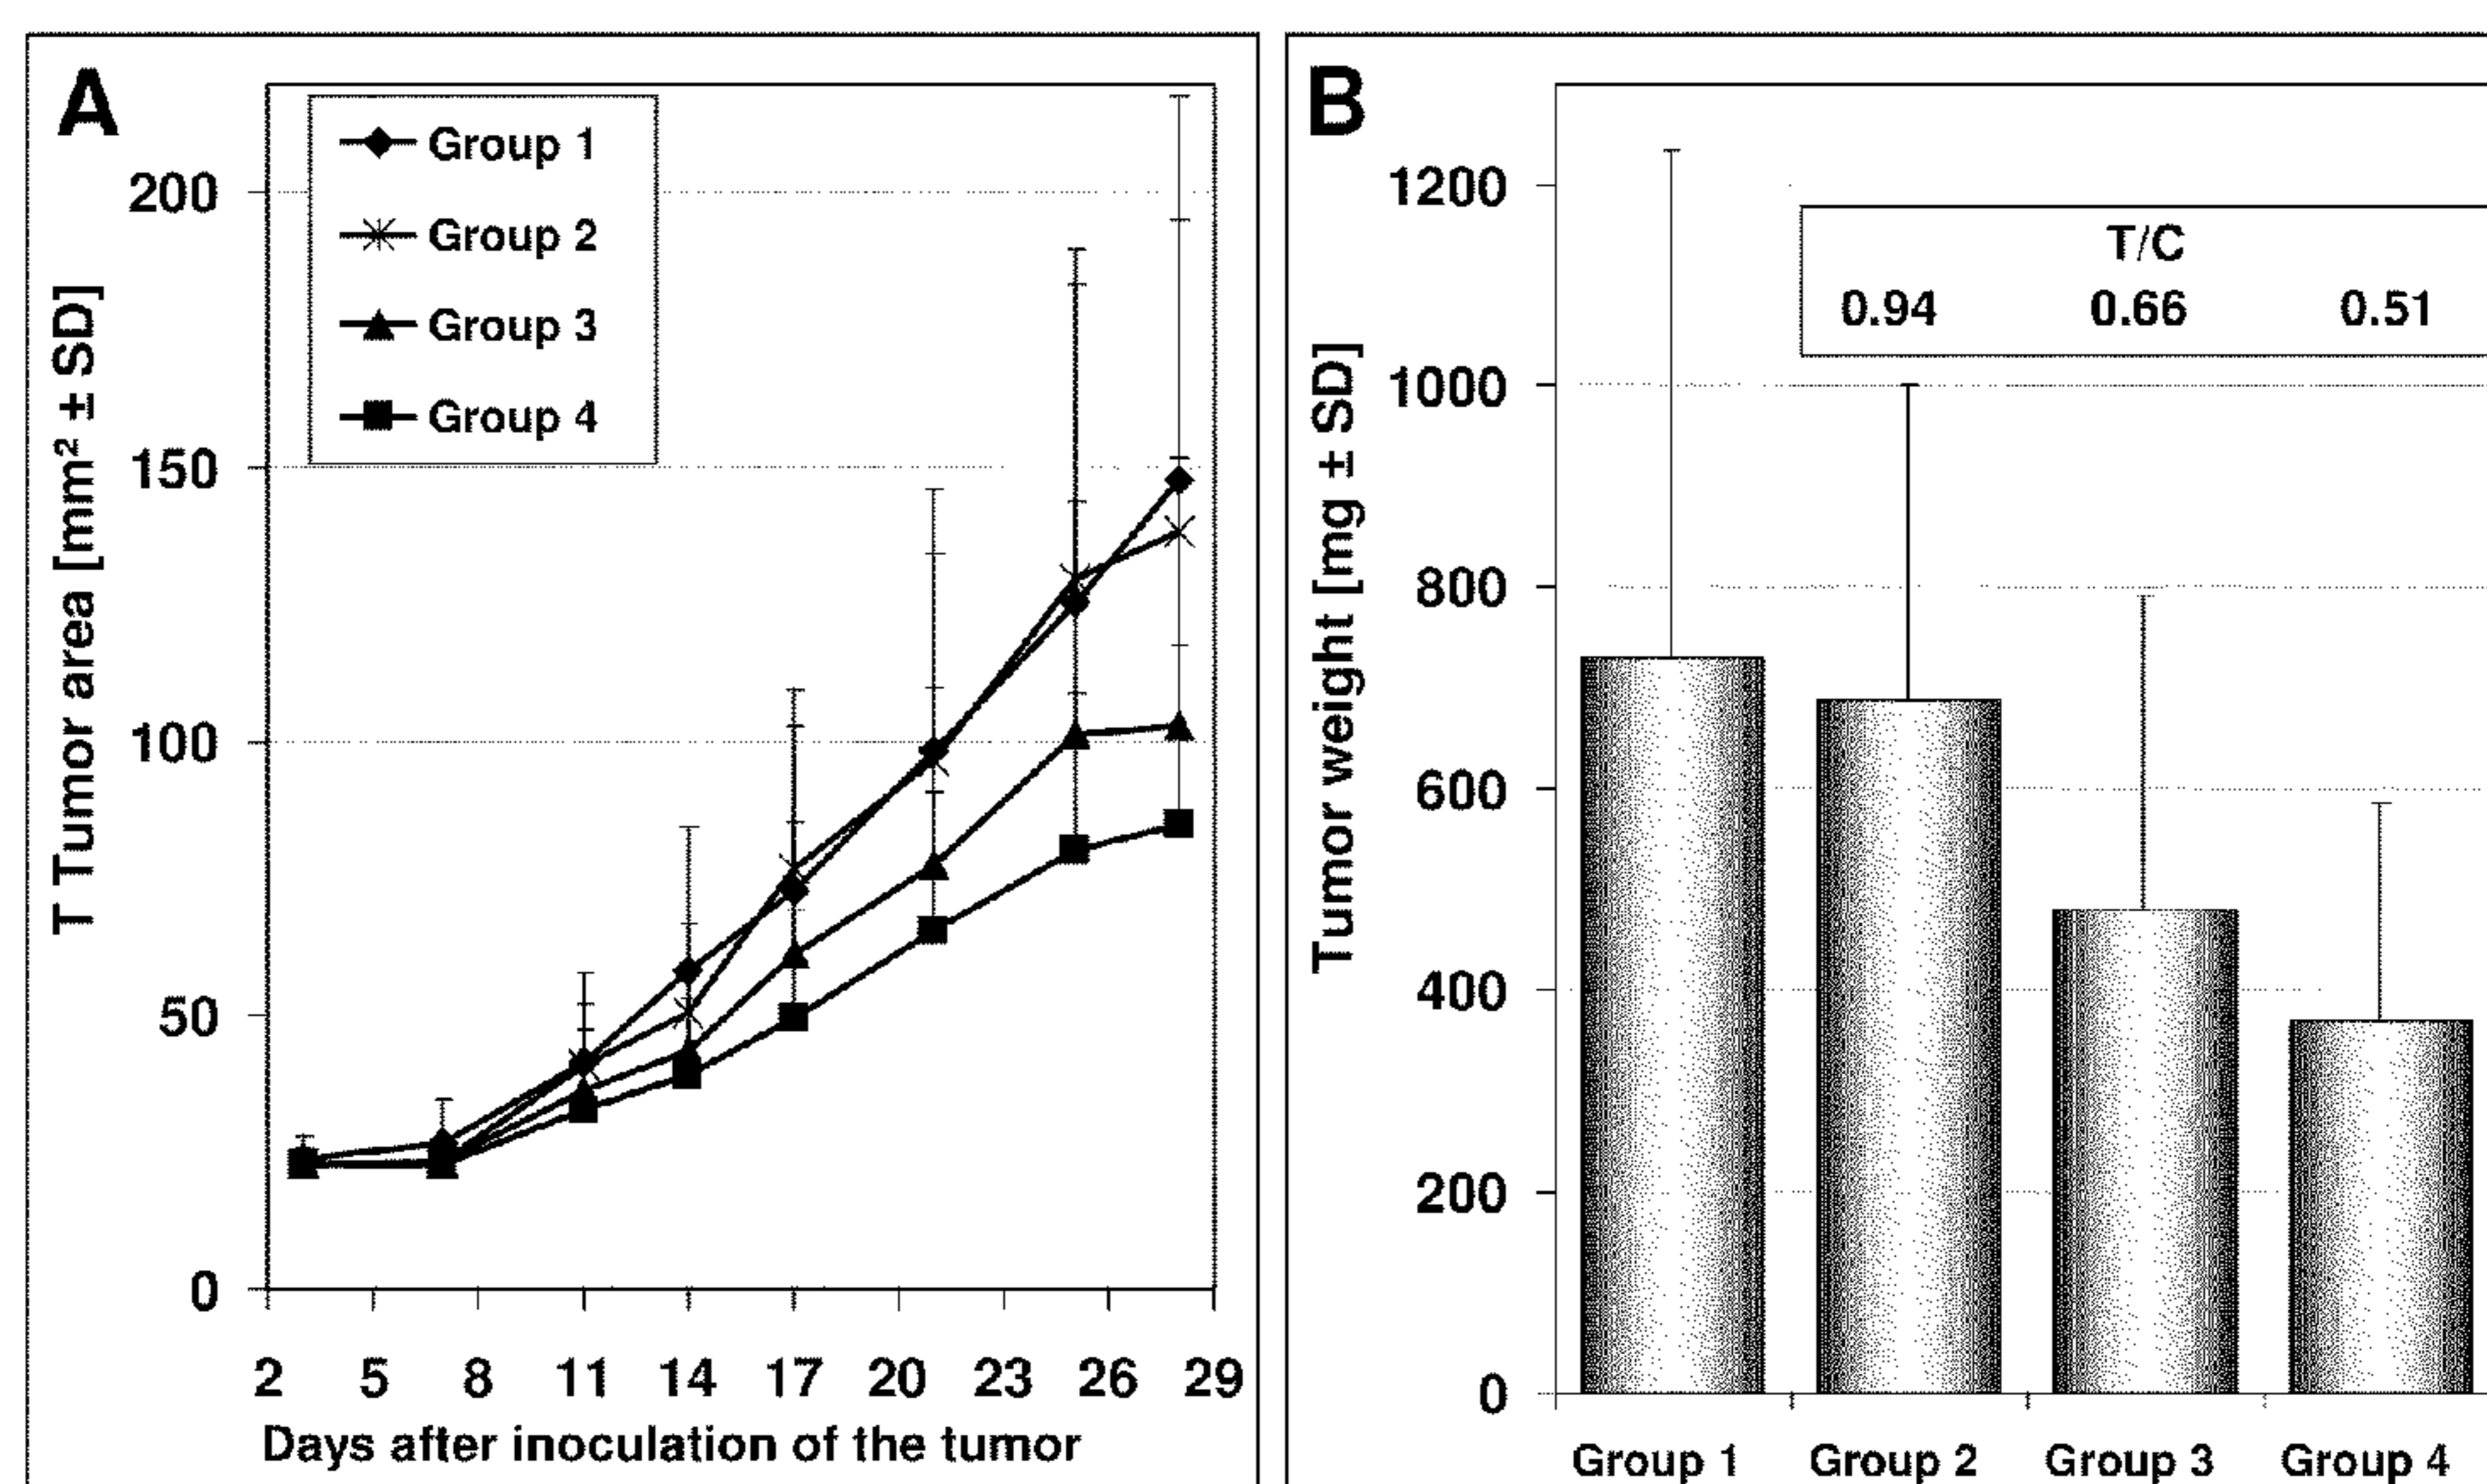 A
Group 1
Group 2
Group 3
Group 4
T Tumor area [mm² ± SD]
200
150
100
50
0
2 5 8 11 14 17 20 23 26 29
Days after inoculation of the tumor
B
Tumor weight [mg ± SD]
1200
1000
800
600
400
200
0
T/C
0.94 0.66 0.51
Group 1 Group 2 Group 3 Group 4